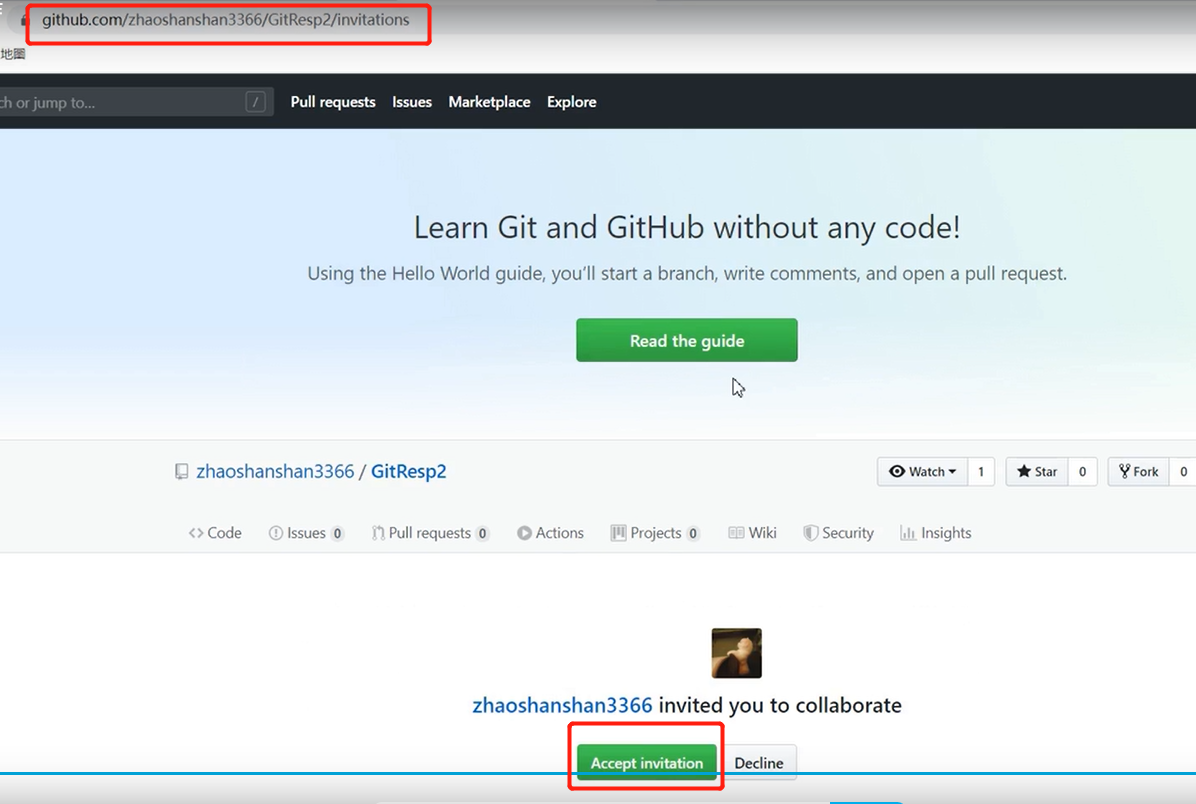 github.com/zhaoshanshan3366/GitResp2/invitations
地圖
ch or jump to... / Pull requests Issues Marketplace Explore
Learn Git and GitHub without any code!
Using the Hello World guide, you’ll start a branch, write comments, and open a pull request.
Read the guide
zhaoshanshan3366 / GitResp2 Watch 1 Star 0 Fork 0
Code Issues 0 Pull requests 0 Actions Projects 0 Wiki Security Insights
zhaoshanshan3366 invited you to collaborate
Accept invitation Decline